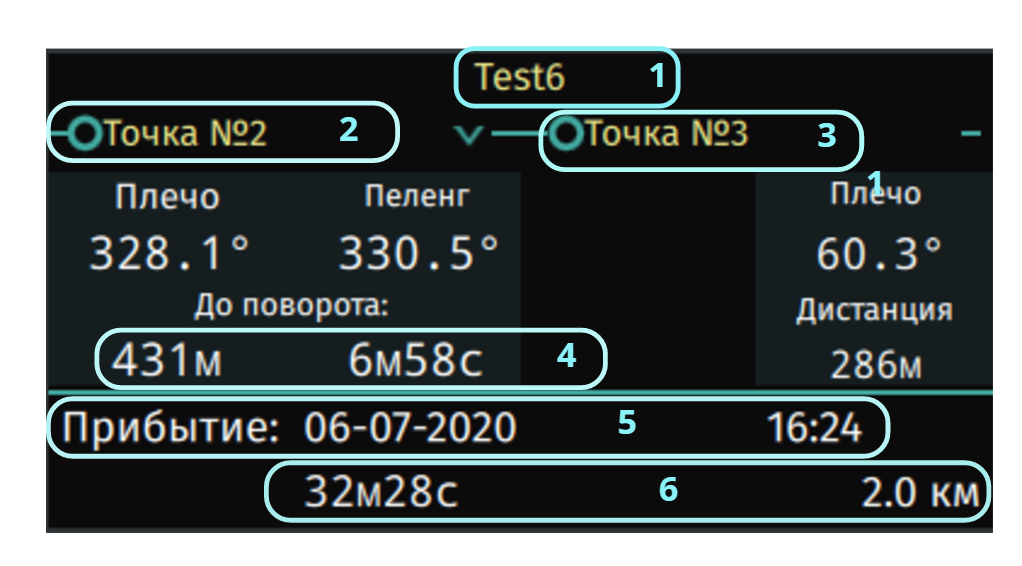 Test6 1
Точка №2 2 Точка №3 3
1
Плечо Пеленг Плечо
328.1° 330.5° 60.3°
До поворота: Дистанция
431м 6м58с 4 286м
Прибытие: 06-07-2020 5 16:24
32м28с 6 2.0 км